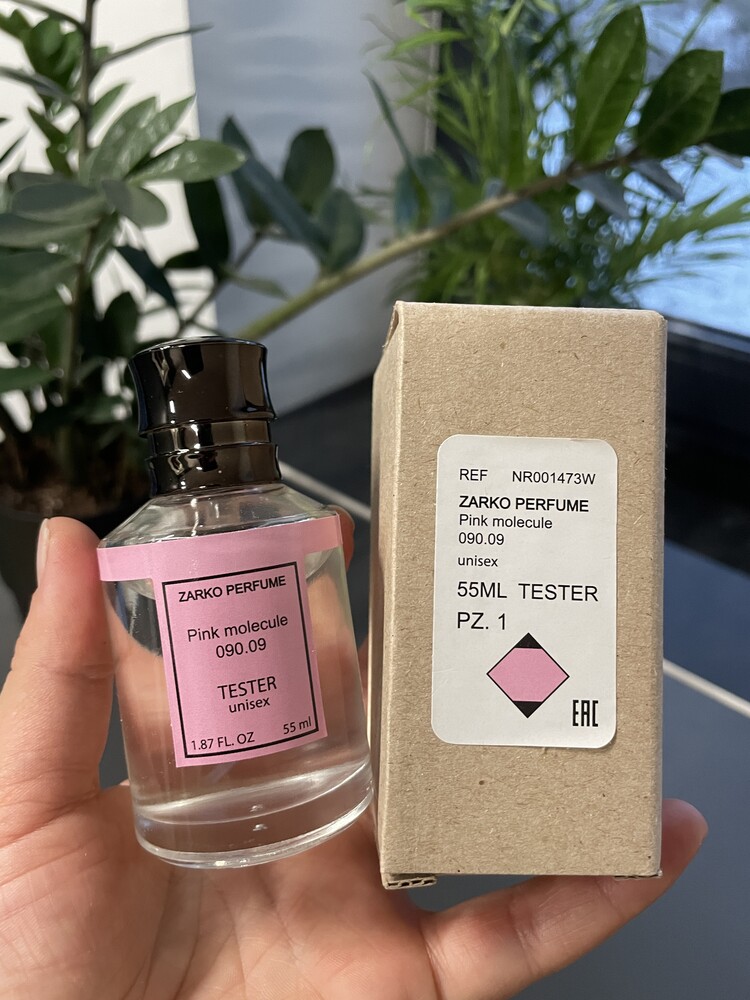 ZARKO PERFUME
Pink molecule
090.09
TESTER
unisex
1.87 FL. OZ 55 ml
REF NR001473W
ZARKO PERFUME
Pink molecule
090.09
unisex
55ML TESTER
PZ. 1
EAC